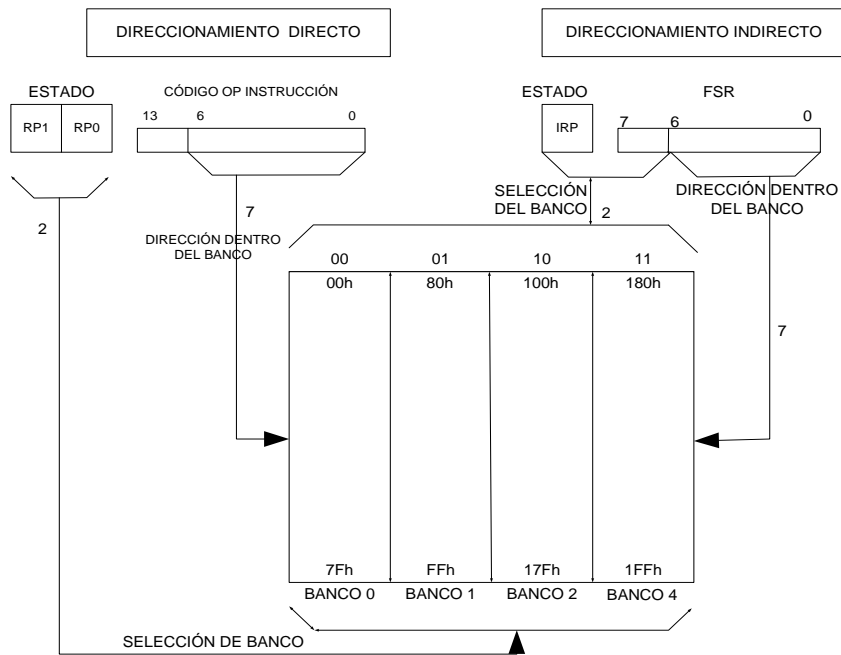 DIRECCIONAMIENTO DIRECTO
DIRECCIONAMIENTO INDIRECTO
ESTADO
CÓDIGO OP INSTRUCCIÓN
ESTADO
FSR
13
6
0
7
6
0
RP1
RP0
IRP
SELECCIÓN
DEL BANCO
DIRECCIÓN DENTRO
DEL BANCO
2
7
2
DIRECCIÓN DENTRO
DEL BANCO
00
01
10
11
00h
80h
100h
180h
7
7Fh
FFh
17Fh
1FFh
BANCO 0
BANCO 1
BANCO 2
BANCO 4
SELECCIÓN DE BANCO